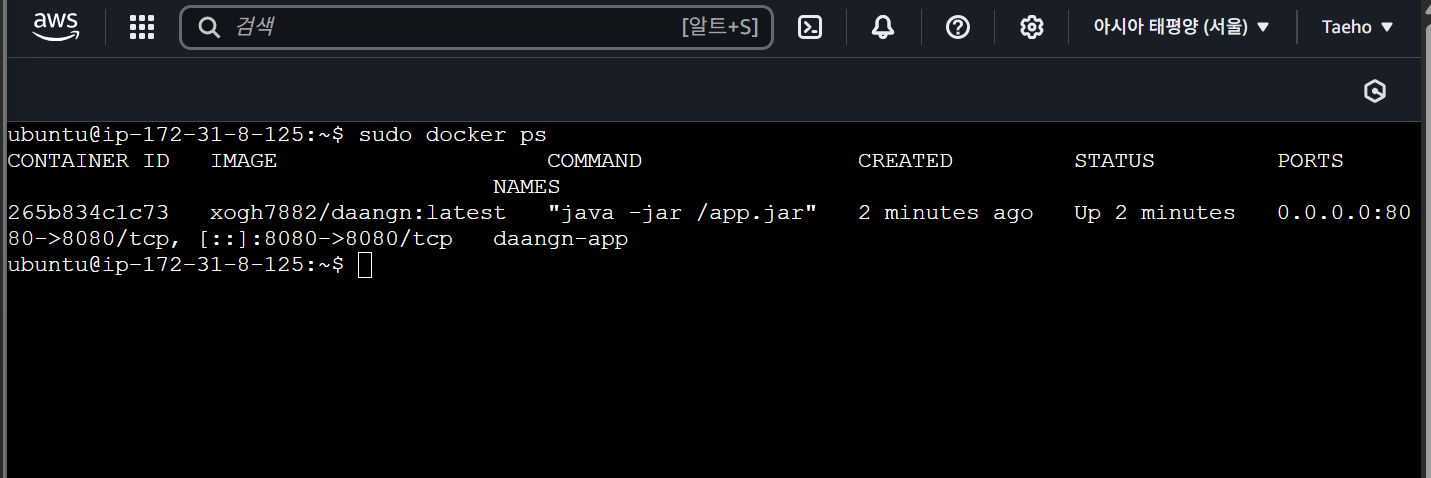 aws 검색 [알트+S] 아시아 태평양 (서울) ▼ Taeho ▼
ubuntu@ip-172-31-8-125:~$ sudo docker ps
CONTAINER ID   IMAGE                    COMMAND                CREATED         STATUS         PORTS
                                    NAMES
265b834c1c73   xogh7882/daangn:latest   "java -jar /app.jar"   2 minutes ago   Up 2 minutes   0.0.0.0:80
80->8080/tcp, [::]:8080->8080/tcp   daangn-app
ubuntu@ip-172-31-8-125:~$